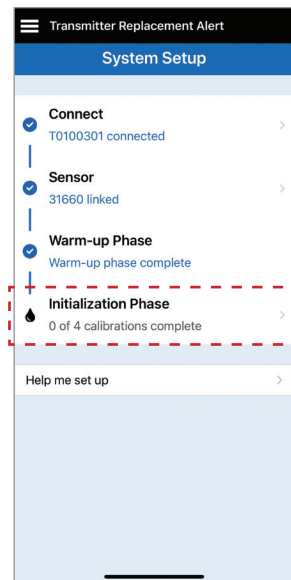 Transmitter Replacement Alert
System Setup
Connect
T0100301 connected
Sensor
31660 linked
Warm-up Phase
Warm-up phase complete
Initialization Phase
0 of 4 calibrations complete
Help me set up